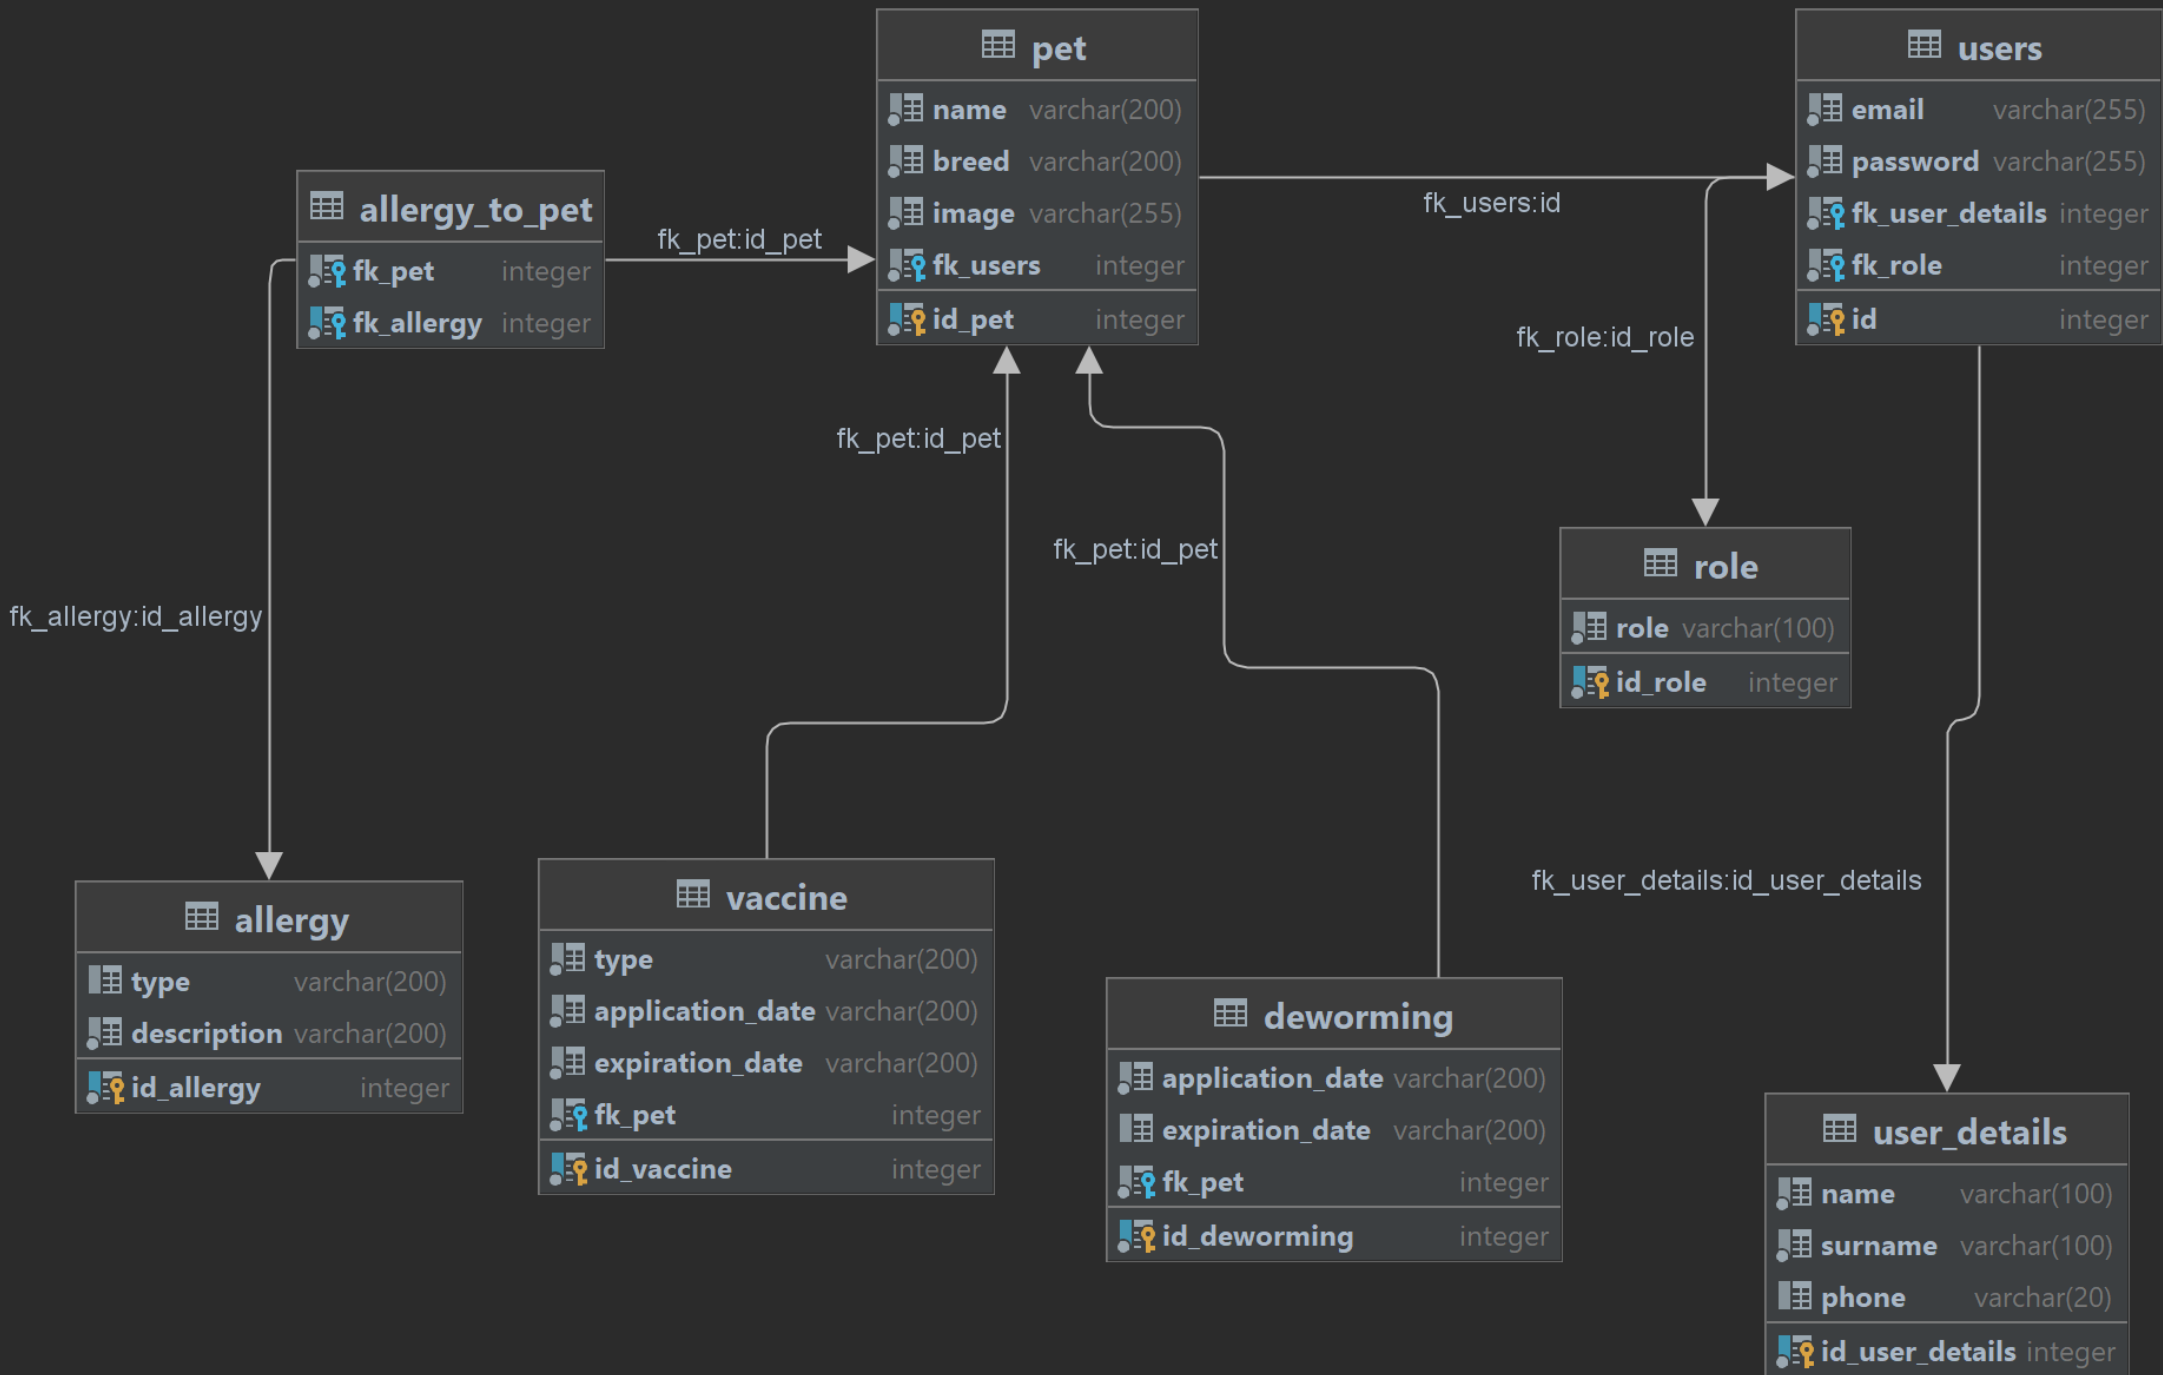 pet
name varchar(200)
breed varchar(200)
image varchar(255)
fk_users integer
id_pet integer
users
email varchar(255)
password varchar(255)
fk_user_details integer
fk_role integer
id integer
allergy_to_pet
fk_pet integer
fk_allergy integer
fk_pet:id_pet
fk_users:id
fk_role:id_role
fk_pet:id_pet
fk_pet:id_pet
fk_allergy:id_allergy
role
role varchar(100)
id_role integer
fk_user_details:id_user_details
allergy
type varchar(200)
description varchar(200)
id_allergy integer
vaccine
type varchar(200)
application_date varchar(200)
expiration_date varchar(200)
fk_pet integer
id_vaccine integer
deworming
application_date varchar(200)
expiration_date varchar(200)
fk_pet integer
id_deworming integer
user_details
name varchar(100)
surname varchar(100)
phone varchar(20)
id_user_details integer